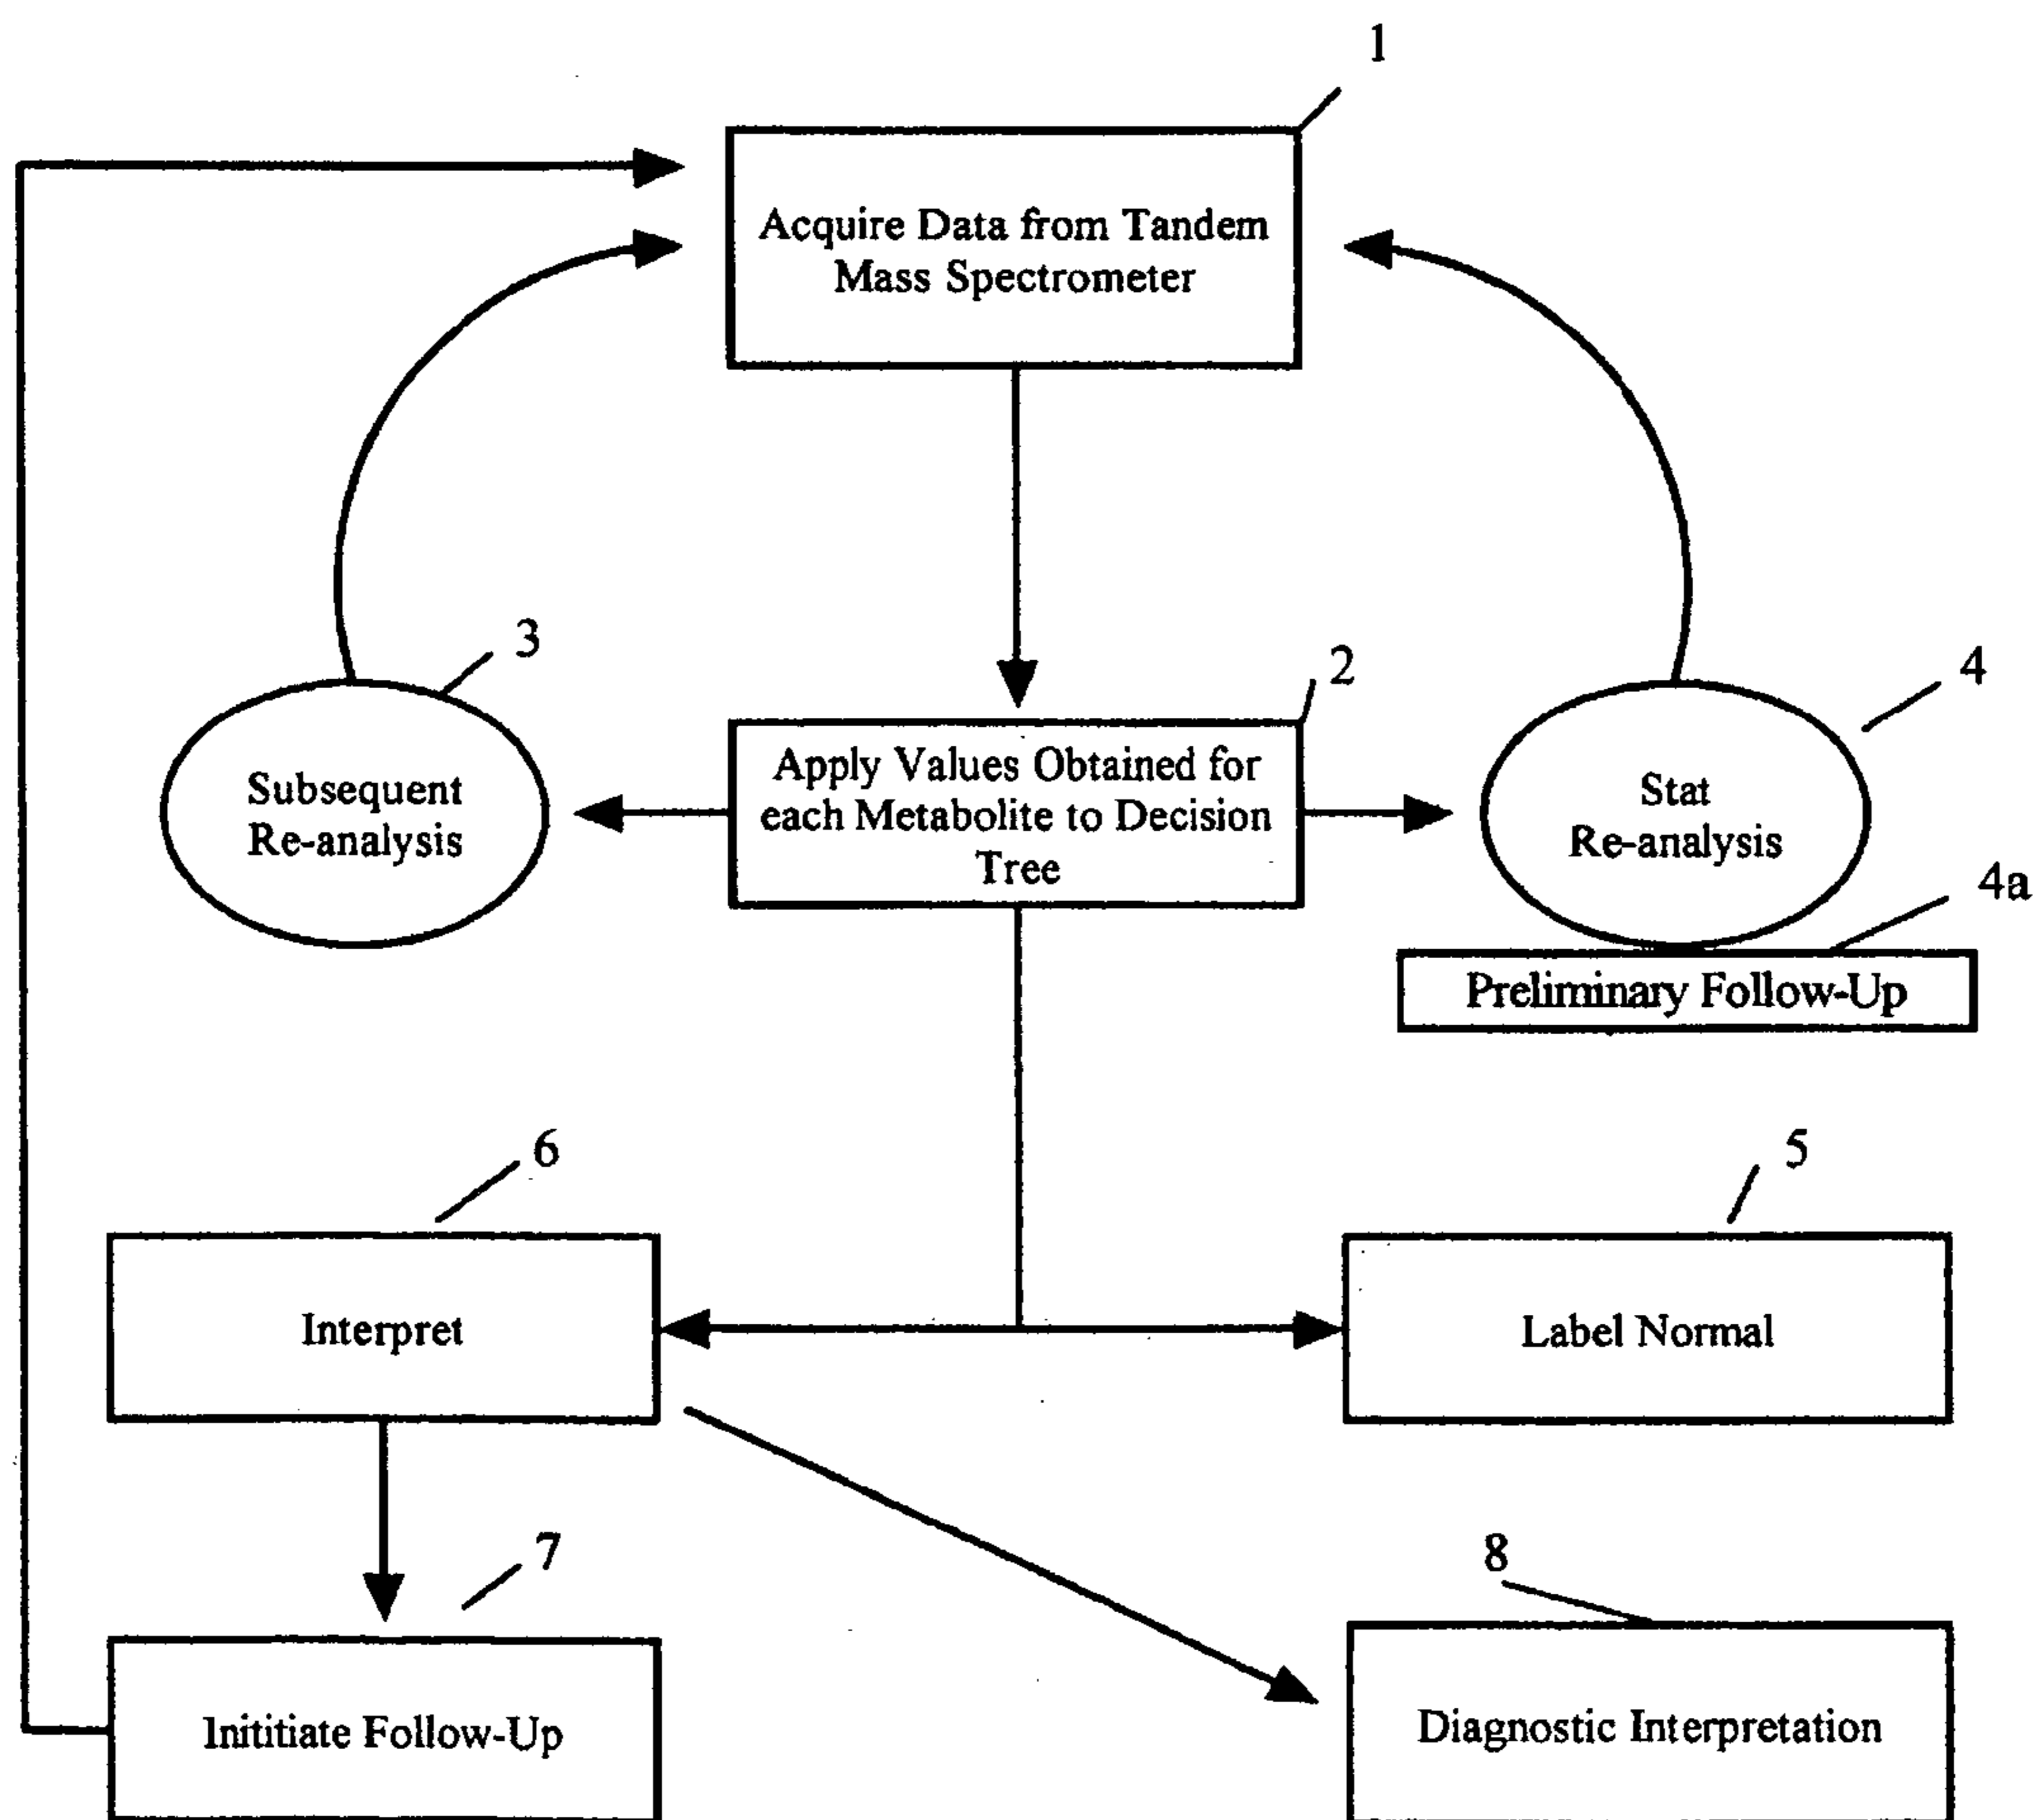 1
Acquire Data from Tandem
Mass Spectrometer
3
Subsequent
Re-analysis
2
Apply Values Obtained for
each Metabolite to Decision
Tree
4
Stat
Re-analysis
4a
Preliminary Follow-Up
6
Interpret
5
Label Normal
7
Inititiate Follow-Up
8
Diagnostic Interpretation